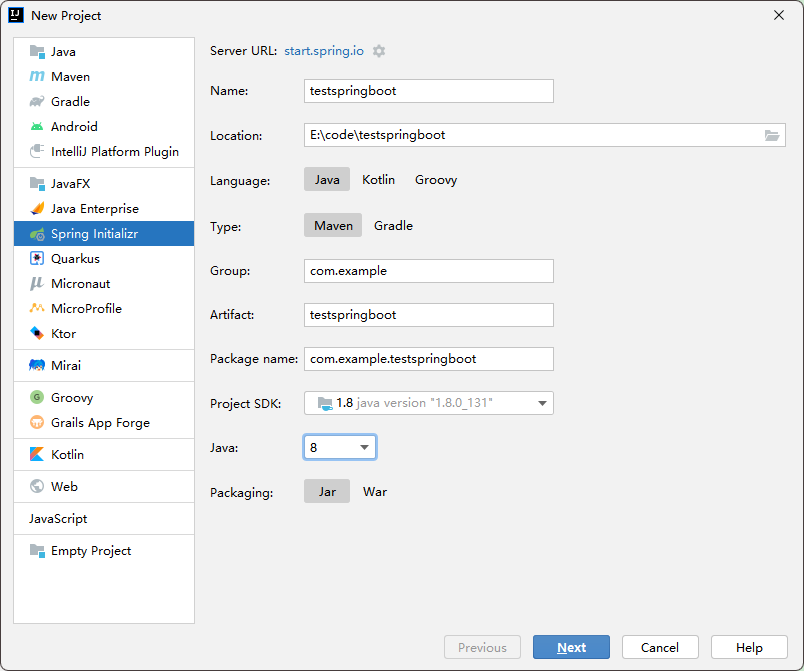 New Project
Java
Maven
Gradle
Android
IntelliJ Platform Plugin
JavaFX
Java Enterprise
Spring Initializr
Quarkus
Micronaut
MicroProfile
Ktor
Mirai
Groovy
Grails App Forge
Kotlin
Web
JavaScript
Empty Project
Server URL: start.spring.io
Name: testspringboot
Location: E:\code\testspringboot
Language: Java Kotlin Groovy
Type: Maven Gradle
Group: com.example
Artifact: testspringboot
Package name: com.example.testspringboot
Project SDK: 1.8 java version "1.8.0_131"
Java: 8
Packaging: Jar War
Previous Next Cancel Help